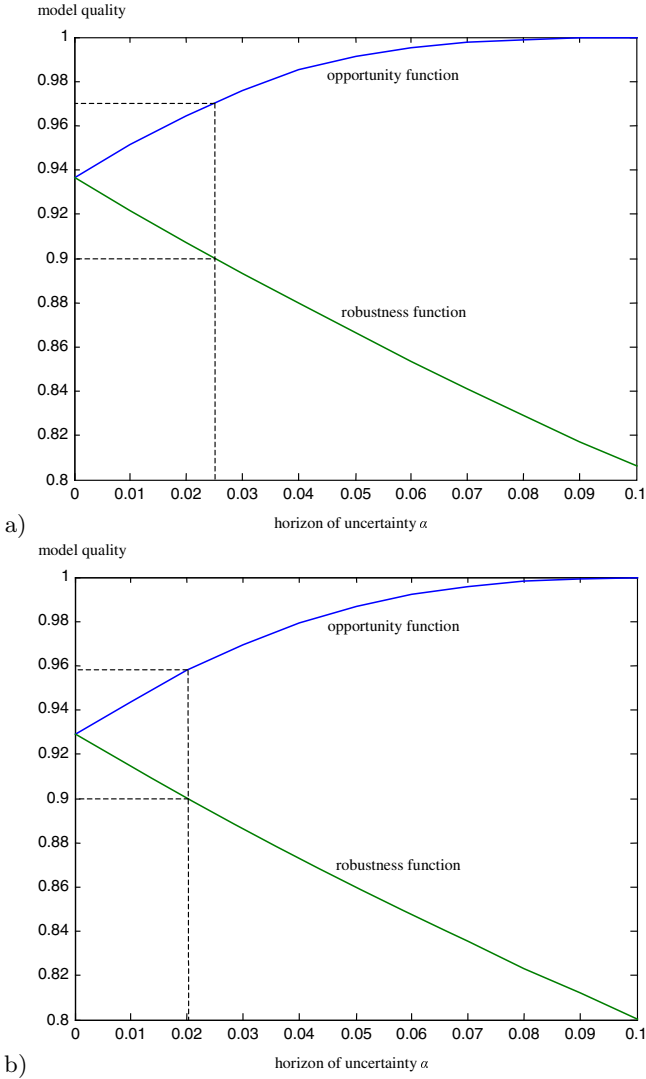 model quality
1
0.98
opportunity function
0.96
0.94
0.92
0.9
0.88
robustness function
0.86
0.84
0.82
0.8
0 0.01 0.02 0.03 0.04 0.05 0.06 0.07 0.08 0.09 0.1
a)
horizon of uncertainty α
model quality
1
0.98
opportunity function
0.96
0.94
0.92
0.9
0.88
robustness function
0.86
0.84
0.82
0.8
0 0.01 0.02 0.03 0.04 0.05 0.06 0.07 0.08 0.09 0.1
b)
horizon of uncertainty α